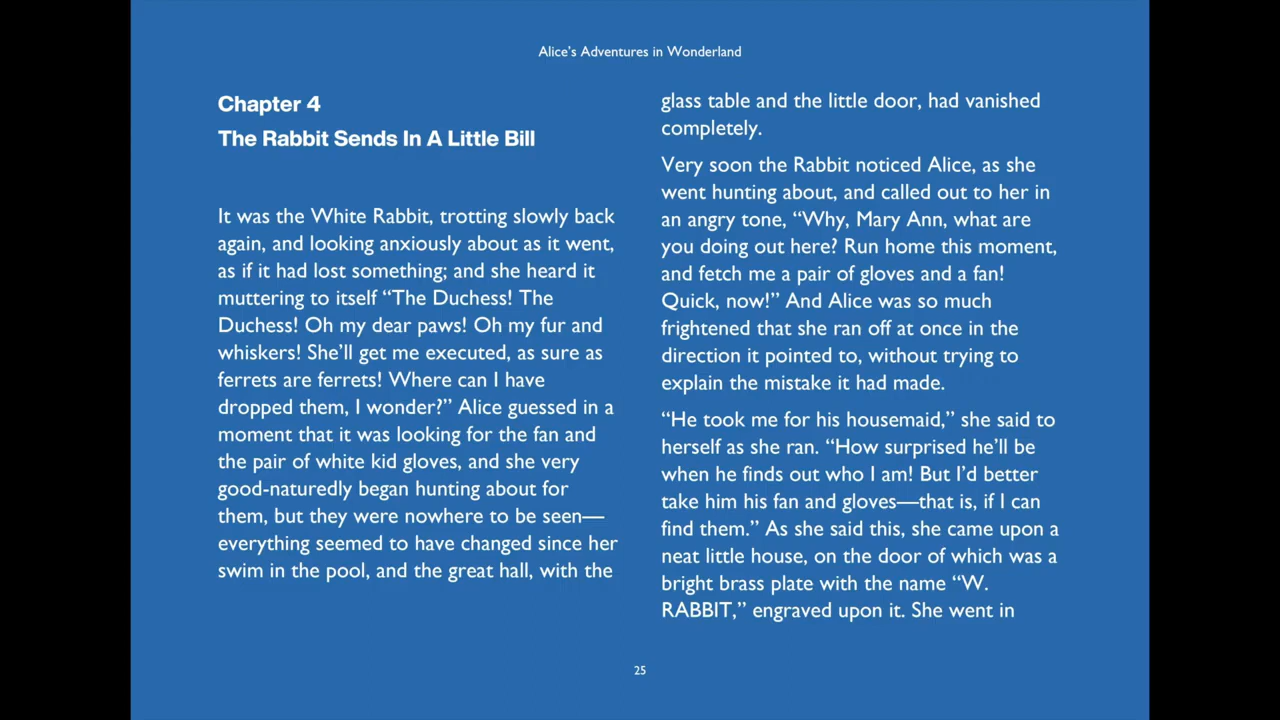 Alice’s Adventures in Wonderland
Chapter 4
The Rabbit Sends In A Little Bill
It was the White Rabbit, trotting slowly back
again, and looking anxiously about as it went,
as if it had lost something; and she heard it
muttering to itself “The Duchess! The
Duchess! Oh my dear paws! Oh my fur and
whiskers! She’ll get me executed, as sure as
ferrets are ferrets! Where can I have
dropped them, I wonder?” Alice guessed in a
moment that it was looking for the fan and
the pair of white kid gloves, and she very
good-naturedly began hunting about for
them, but they were nowhere to be seen—
everything seemed to have changed since her
swim in the pool, and the great hall, with the
glass table and the little door, had vanished
completely.
Very soon the Rabbit noticed Alice, as she
went hunting about, and called out to her in
an angry tone, “Why, Mary Ann, what are
you doing out here? Run home this moment,
and fetch me a pair of gloves and a fan!
Quick, now!” And Alice was so much
frightened that she ran off at once in the
direction it pointed to, without trying to
explain the mistake it had made.
“He took me for his housemaid,” she said to
herself as she ran. “How surprised he’ll be
when he finds out who I am! But I’d better
take him his fan and gloves—that is, if I can
find them.” As she said this, she came upon a
neat little house, on the door of which was a
bright brass plate with the name “W.
RABBIT,” engraved upon it. She went in
25